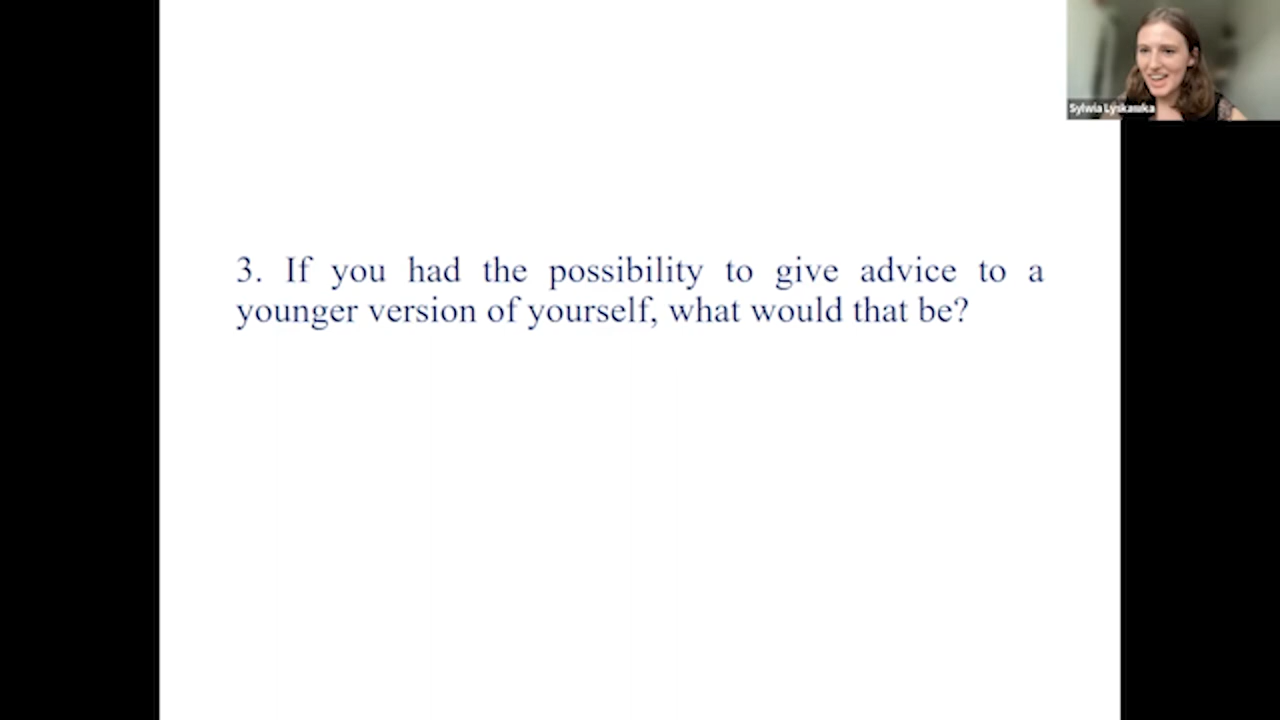 Sylwia Lyskawka
3. If you had the possibility to give advice to a
younger version of yourself, what would that be?